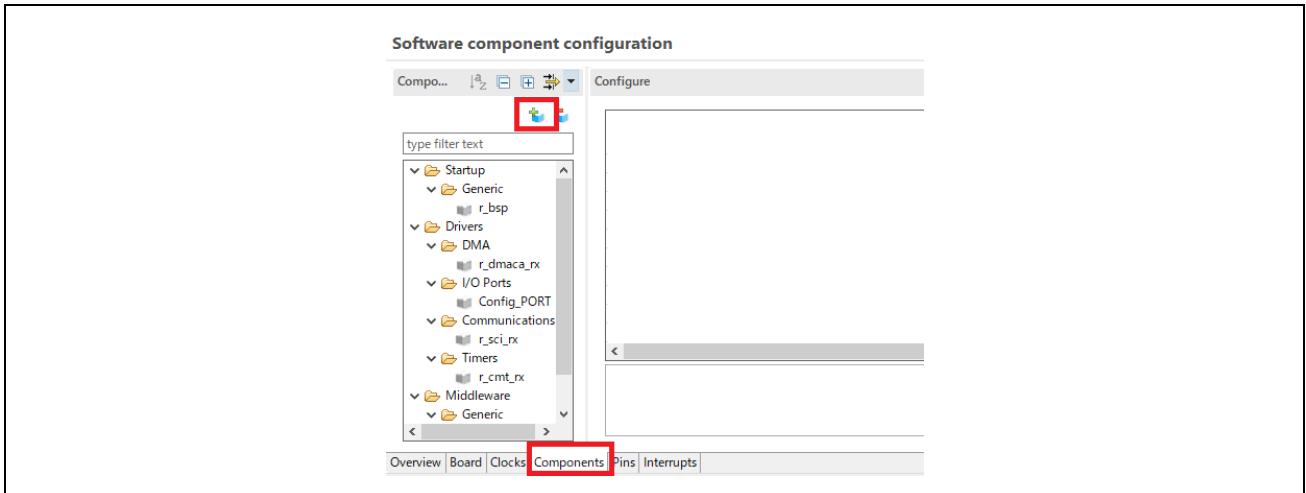 Software component configuration
Compo...
Configure
type filter text
Startup
Generic
r_bsp
Drivers
DMA
r_dmaca_rx
I/O Ports
Config_PORT
Communications
r_sci_rx
Timers
r_cmt_rx
Middleware
Generic
Overview Board Clocks Components Pins Interrupts